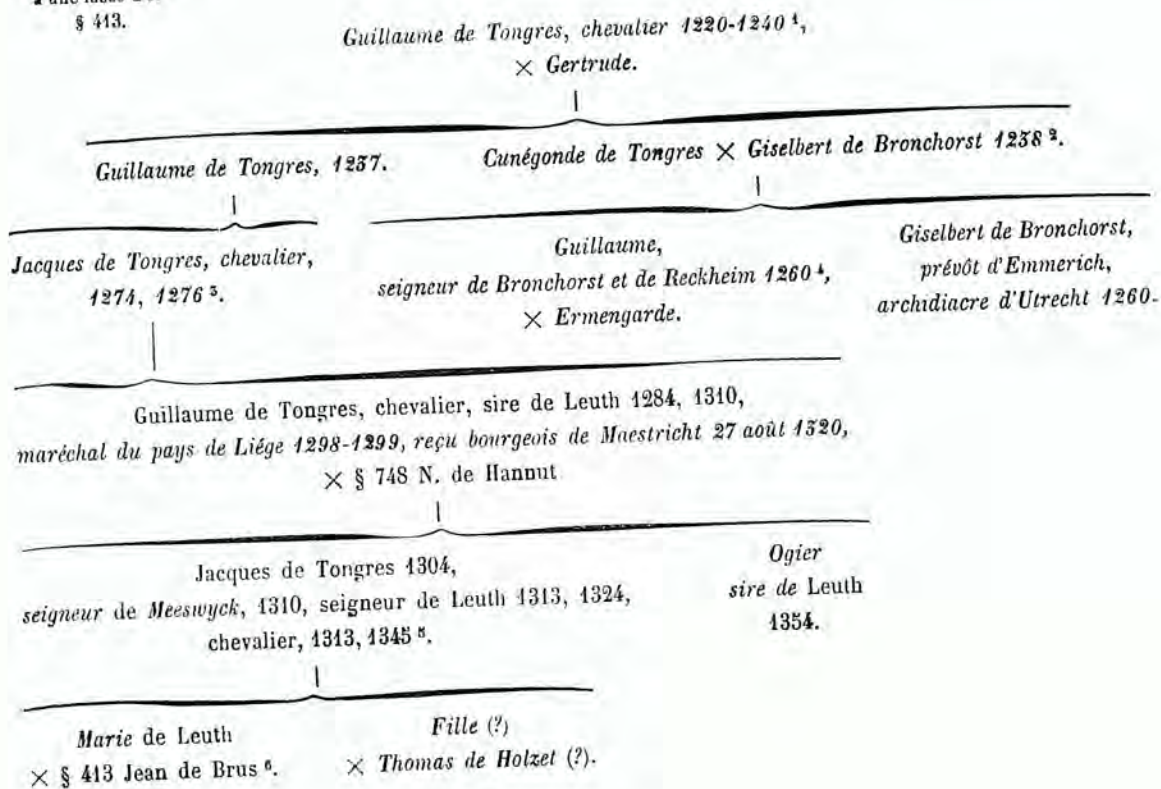 § 413.
Guillaume de Tongres, chevalier 1220-1240 ¹,
× Gertrude.
Guillaume de Tongres, 1237.
Cunégonde de Tongres × Giselbert de Bronchorst 1238 ².
Jacques de Tongres, chevalier,
1274, 1276 ³.
Guillaume,
seigneur de Bronchorst et de Reckheim 1260 ⁴,
× Ermengarde.
Giselbert de Bronchorst,
prévôt d'Emmerich,
archidiacre d'Utrecht 1260.
Guillaume de Tongres, chevalier, sire de Leuth 1284, 1310,
maréchal du pays de Liége 1298-1299, reçu bourgeois de Maestricht 27 août 1320,
× § 748 N. de Hannut
Jacques de Tongres 1304,
seigneur de Meeswyck, 1310, seigneur de Leuth 1313, 1324,
chevalier, 1313, 1345 ⁵.
Ogier
sire de Leuth
1354.
Marie de Leuth
× § 413 Jean de Brus ⁶.
Fille (?)
× Thomas de Holzet (?).